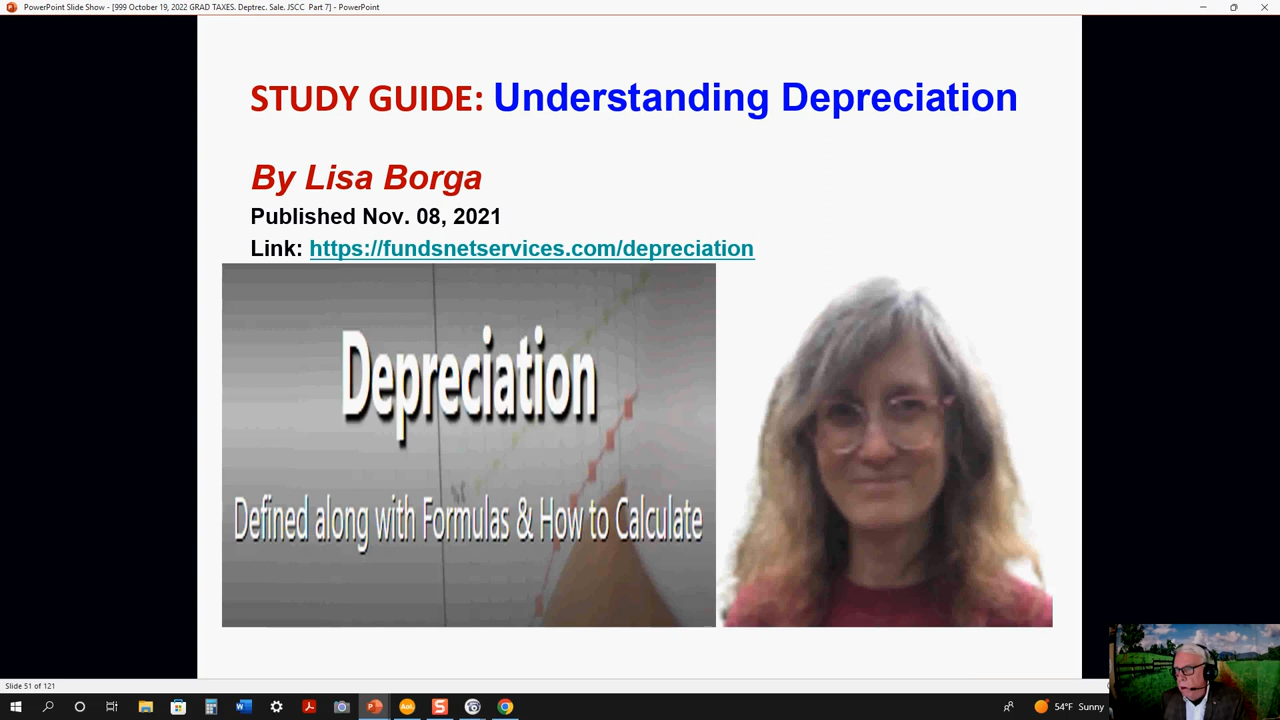 PowerPoint Slide Show - [999 October 19, 2022 GRAD TAXES. Deptrec. Sale. JSCC Part 7] - PowerPoint
STUDY GUIDE: Understanding Depreciation
By Lisa Borga
Published Nov. 08, 2021
Link: https://fundsnetservices.com/depreciation
Depreciation
Defined along with Formulas & How to Calculate
Slide 51 of 121
54°F Sunny